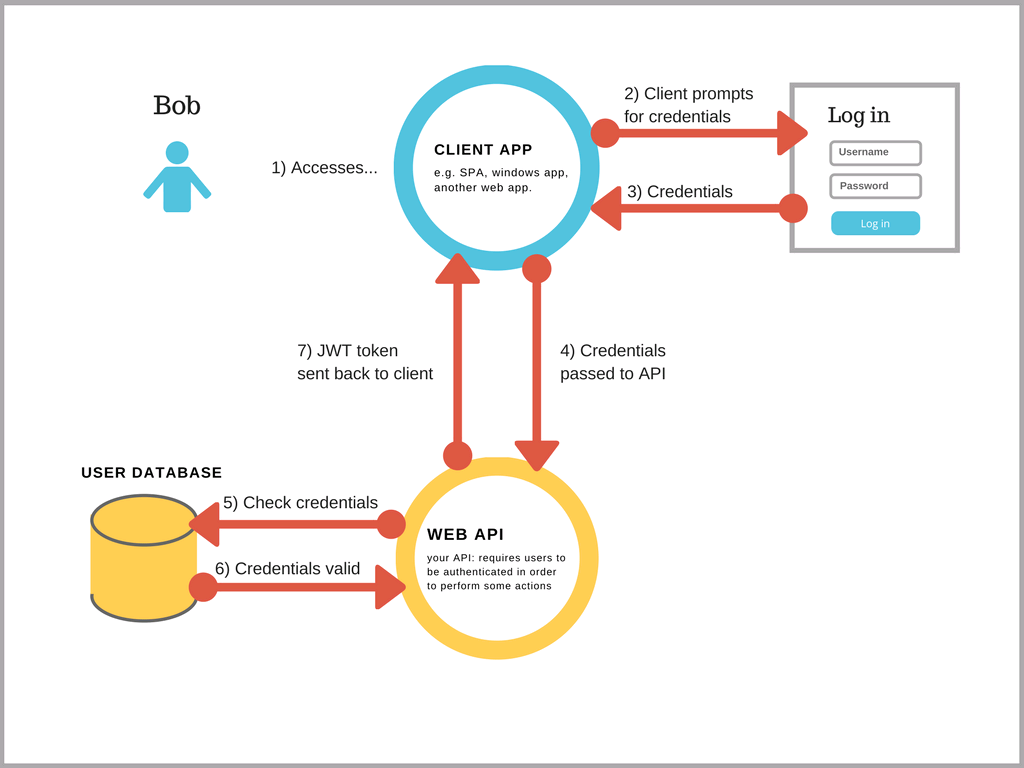 Bob
1) Accesses...
CLIENT APP
e.g. SPA, windows app,
another web app.
2) Client prompts
for credentials
3) Credentials
Log in
Username
Password
Log in
7) JWT token
sent back to client
4) Credentials
passed to API
USER DATABASE
5) Check credentials
6) Credentials valid
WEB API
your API: requires users to
be authenticated in order
to perform some actions